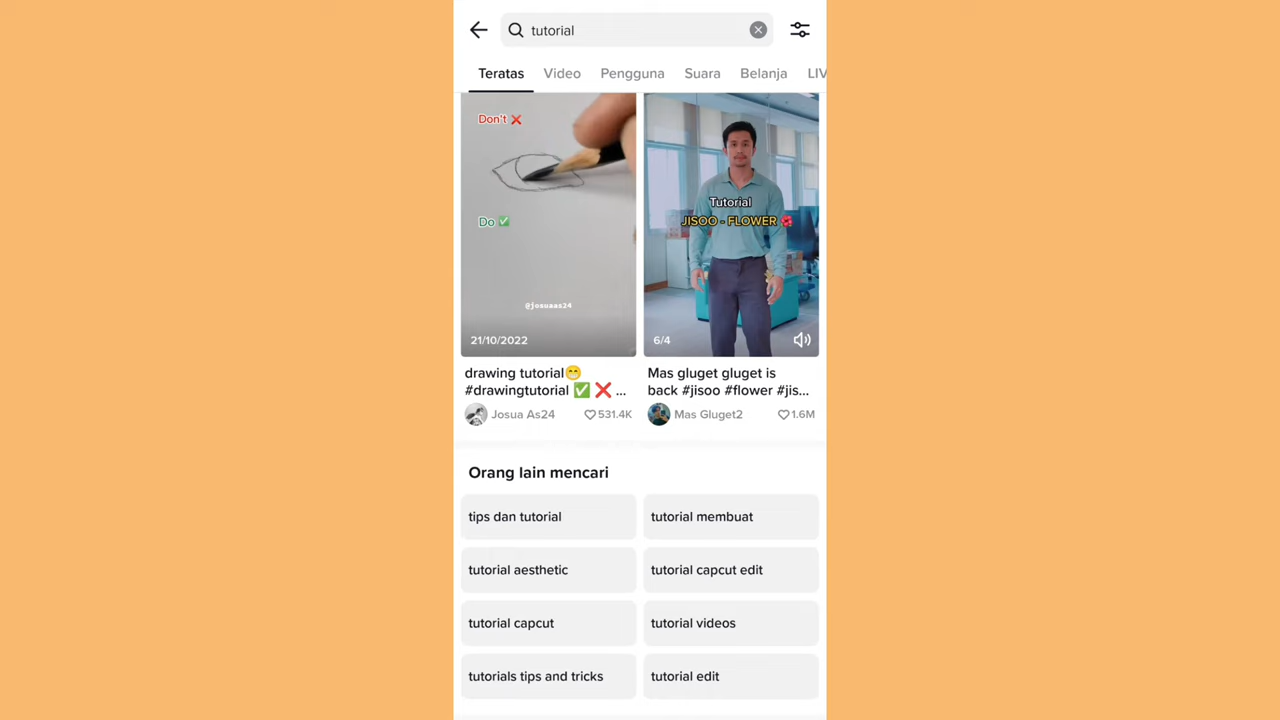 tutorial
Teratas Video Pengguna Suara Belanja LIV
Don't ❌
Do ✅
@josuaas24
21/10/2022
Tutorial
JISOO - FLOWER 🌺
6/4
drawing tutorial😁
#drawingtutorial ✅ ❌ ...
Josua As24 531.4K
Mas gluget gluget is
back #jisoo #flower #jis...
Mas Gluget2 1.6M
Orang lain mencari
tips dan tutorial
tutorial membuat
tutorial aesthetic
tutorial capcut edit
tutorial capcut
tutorial videos
tutorials tips and tricks
tutorial edit